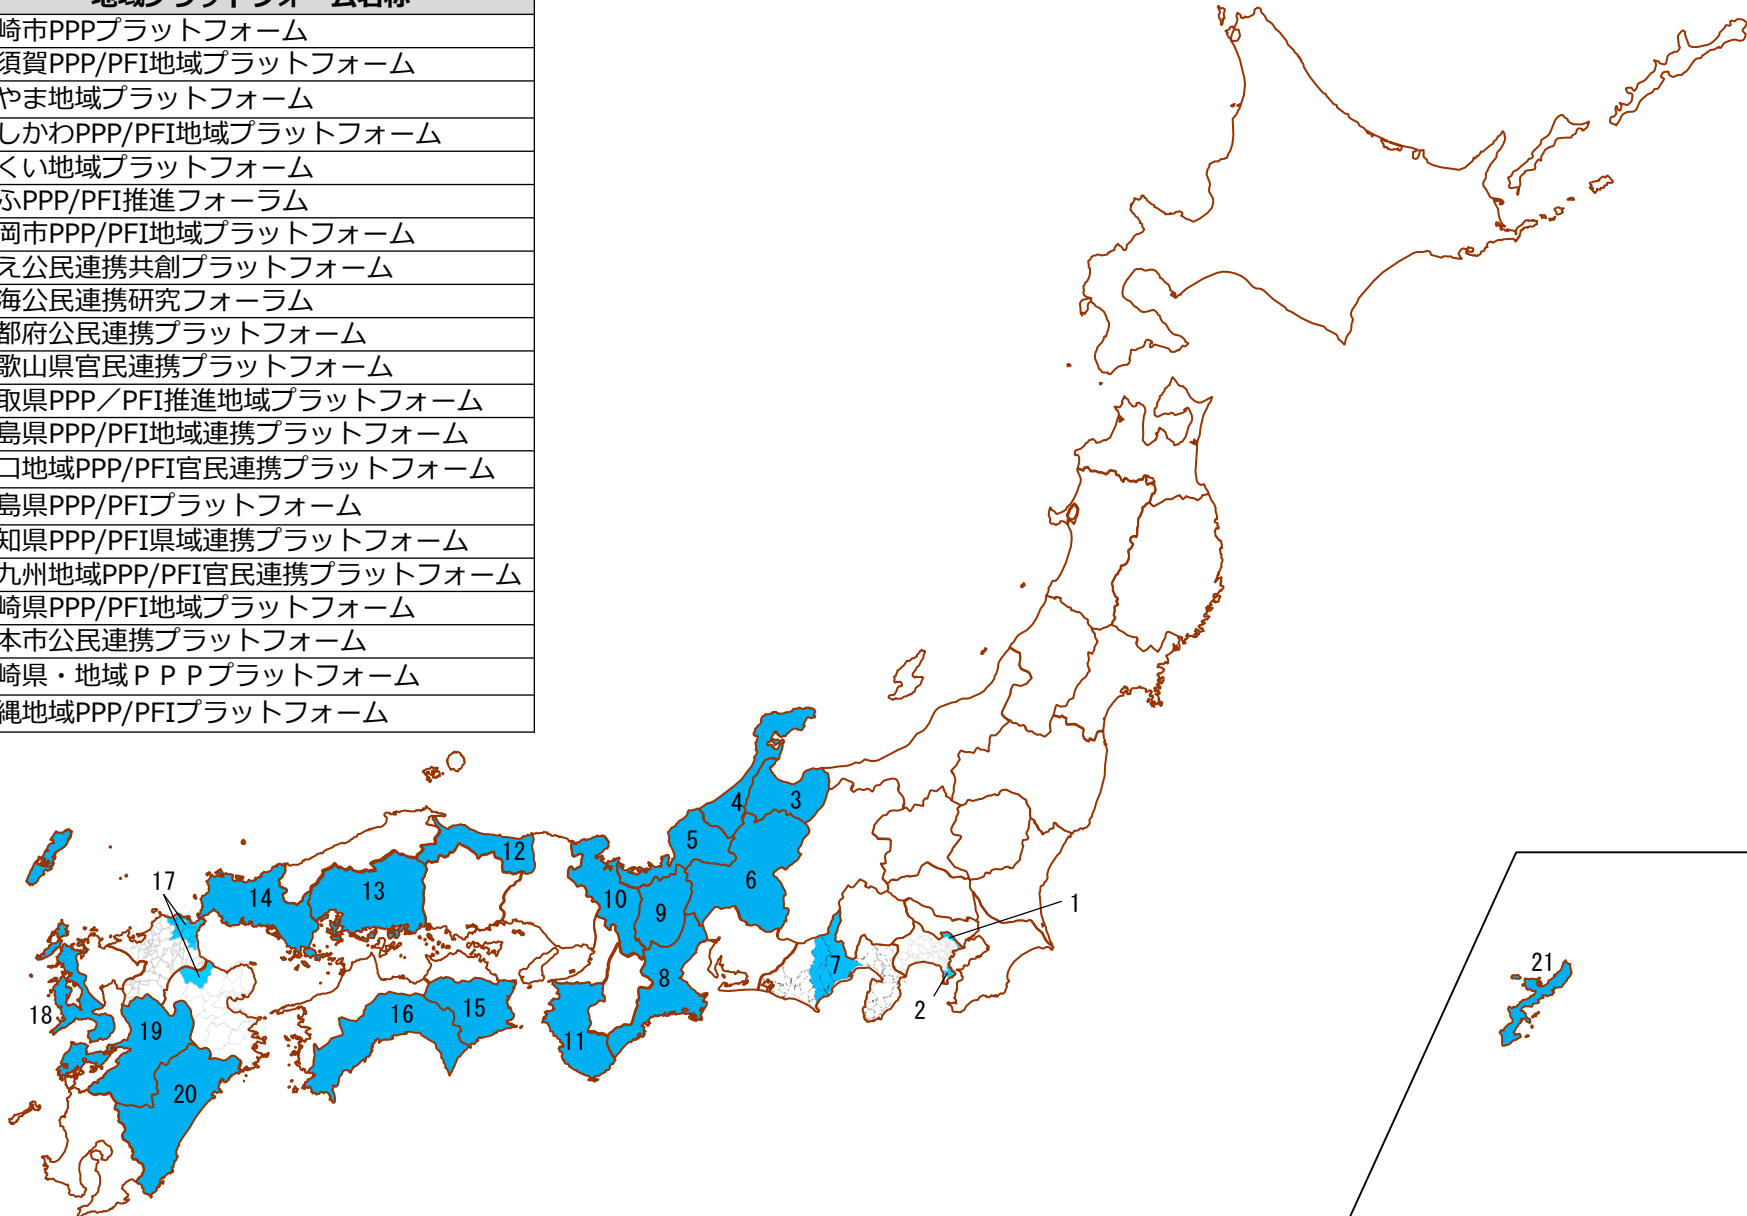 地域プラットフォーム名称
崎市PPPプラットフォーム
須賀PPP/PFI地域プラットフォーム
やま地域プラットフォーム
しかわPPP/PFI地域プラットフォーム
くい地域プラットフォーム
ふPPP/PFI推進フォーラム
岡市PPP/PFI地域プラットフォーム
え公民連携共創プラットフォーム
海公民連携研究フォーラム
都府公民連携プラットフォーム
歌山県官民連携プラットフォーム
取県PPP／PFI推進地域プラットフォーム
島県PPP/PFI地域連携プラットフォーム
口地域PPP/PFI官民連携プラットフォーム
島県PPP/PFIプラットフォーム
知県PPP/PFI県域連携プラットフォーム
九州地域PPP/PFI官民連携プラットフォーム
崎県PPP/PFI地域プラットフォーム
本市公民連携プラットフォーム
崎県・地域ＰＰＰプラットフォーム
縄地域PPP/PFIプラットフォーム
4
3
5
12
6
17
14
13
10
9
1
7
21
8
2
18
19
16
15
11
20